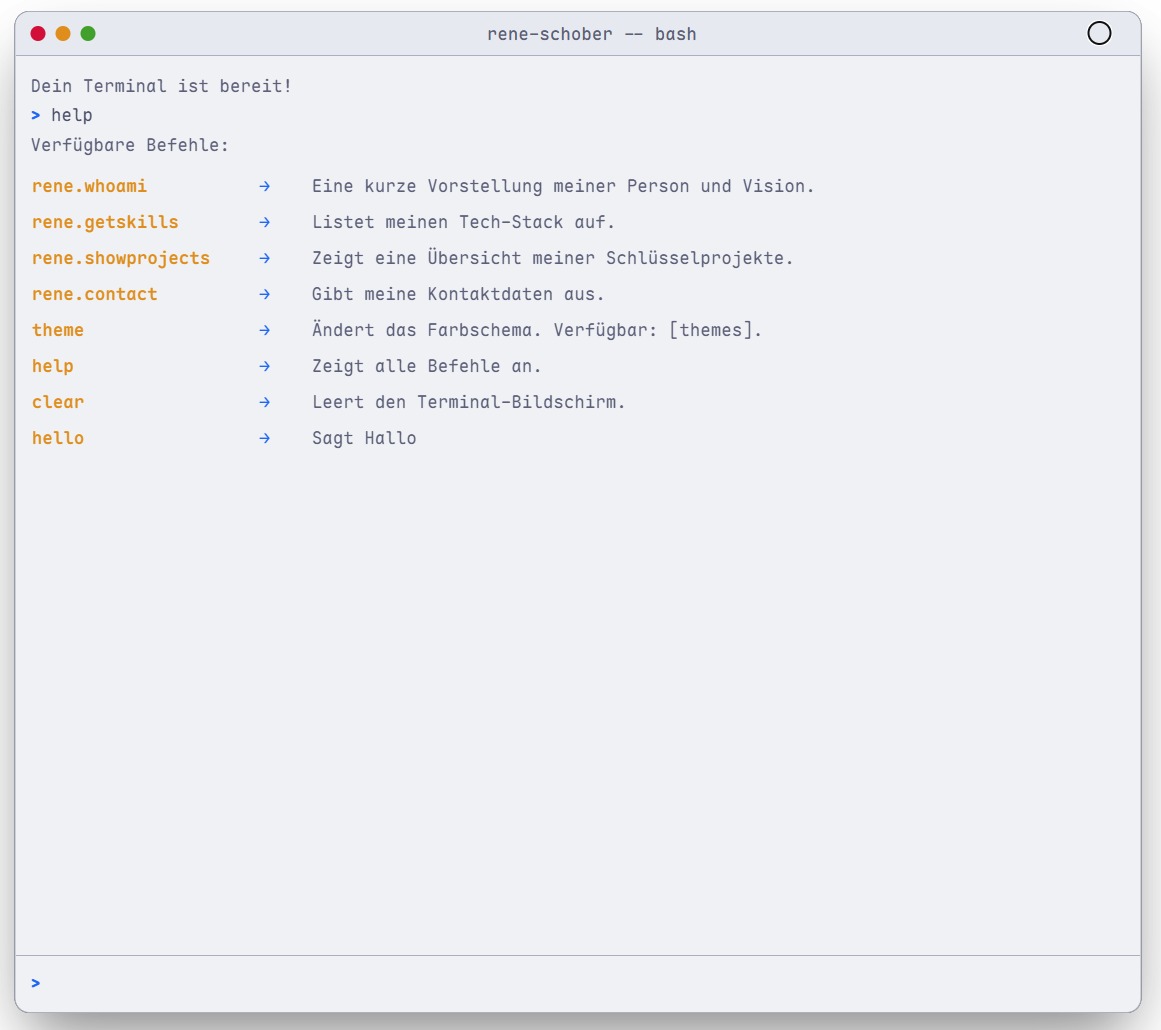 rene-schober -- bash
Dein Terminal ist bereit!
> help
Verfügbare Befehle:
rene.whoami → Eine kurze Vorstellung meiner Person und Vision.
rene.getskills → Listet meinen Tech-Stack auf.
rene.showprojects → Zeigt eine Übersicht meiner Schlüsselprojekte.
rene.contact → Gibt meine Kontaktdaten aus.
theme → Ändert das Farbschema. Verfügbar: [themes].
help → Zeigt alle Befehle an.
clear → Leert den Terminal-Bildschirm.
hello → Sagt Hallo
>